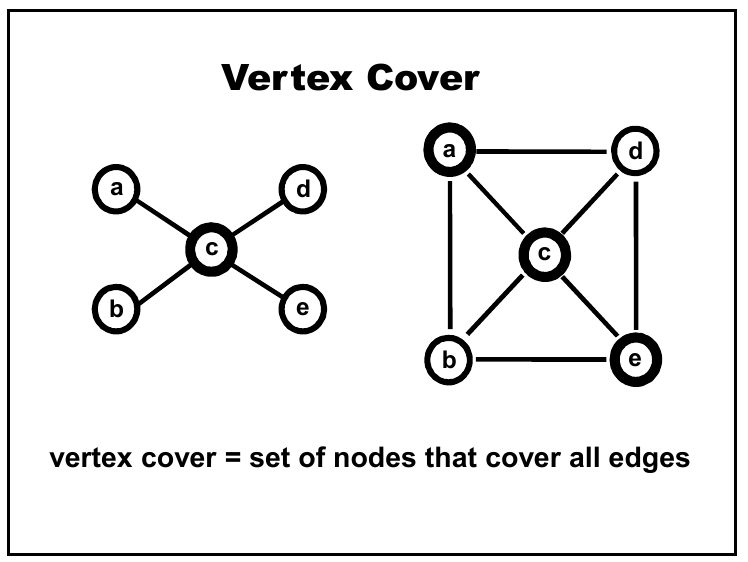 Vertex Cover
a
d
c
b
e
a
d
c
b
e
vertex cover = set of nodes that cover all edges